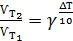 V_T₂/V_T₁ = γ^(ΔT/10)